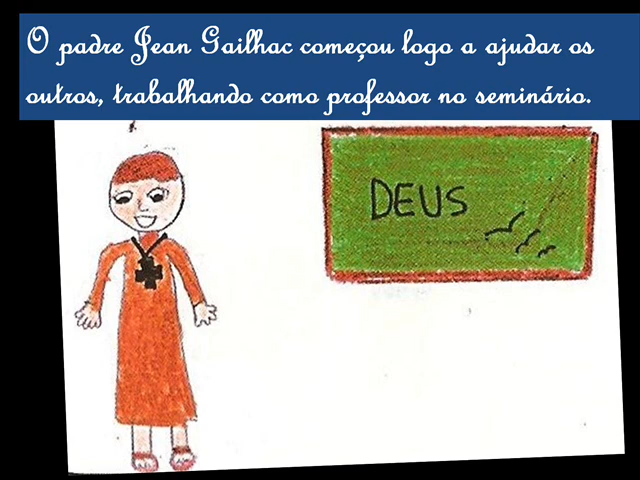 O padre Jean Gailhac começou logo a ajudar os
outros, trabalhando como professor no seminário.
DEUS